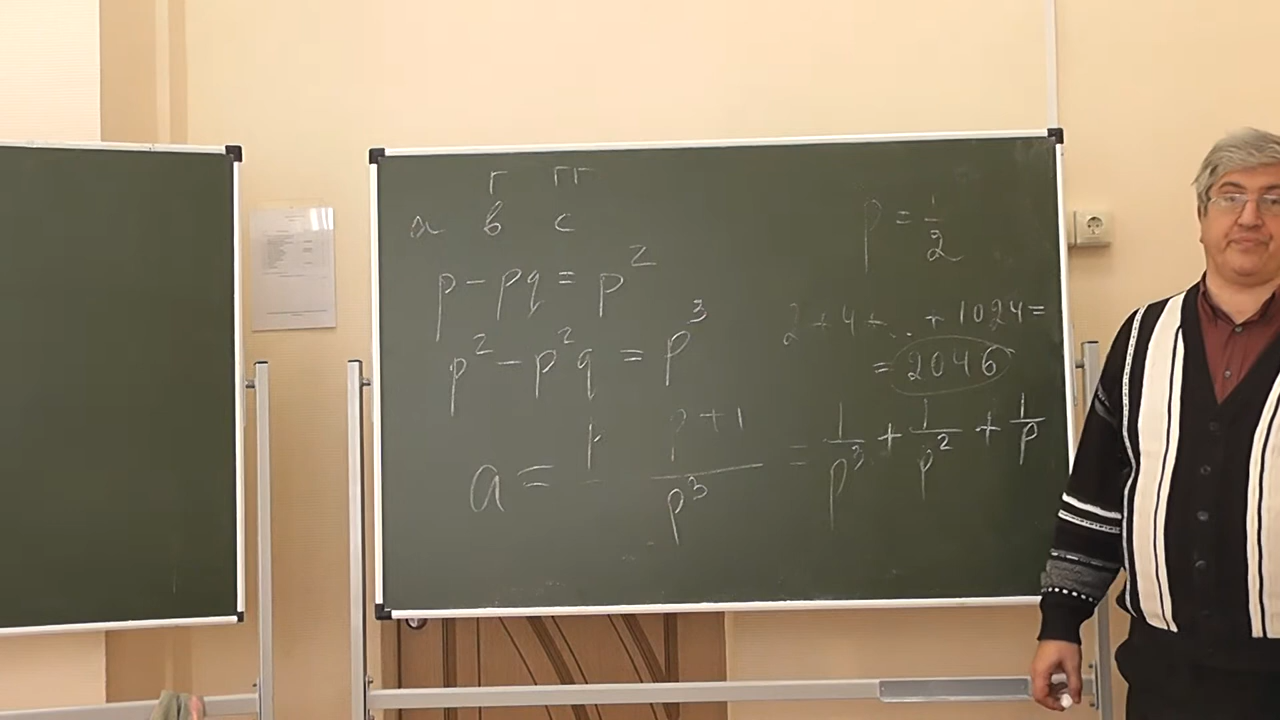 г гг
а в с
p - pq = p²
p² - p²q = p³
a =
p + 1
p³
= 1/p³ + 1/p² + 1/p
p = 1/2
2 + 4 + ... + 1024 =
= 2046